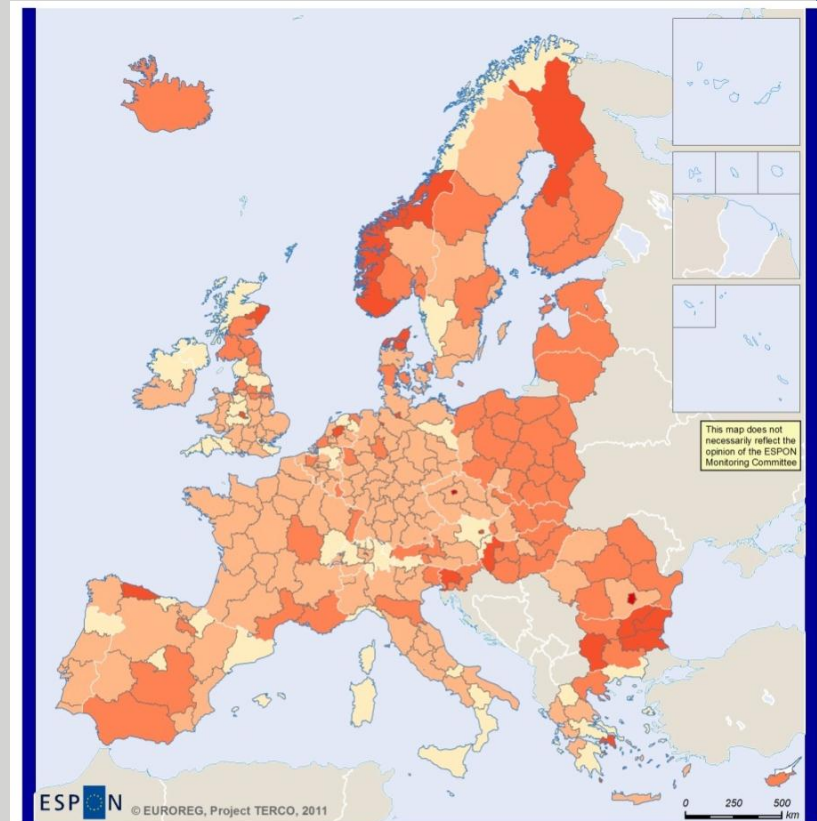 This map does not
necessarily reflect the
opinion of the ESPON
Monitoring Committee
ESPON © EUROREG, Project TERCO, 2011
0 250 500
km